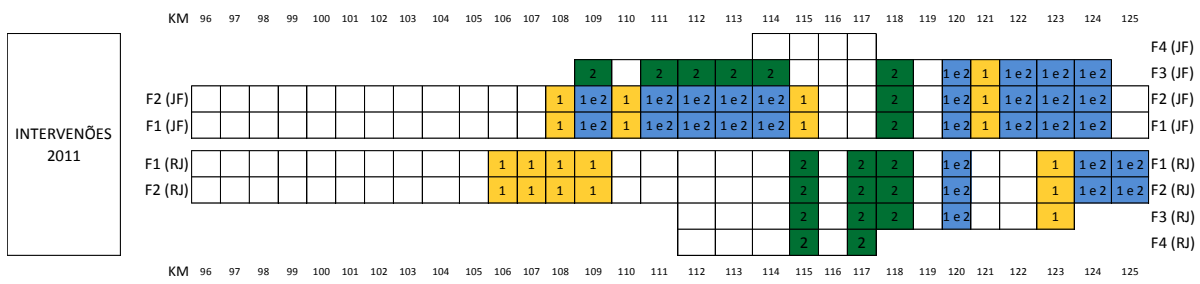 KM 96 97 98 99 100 101 102 103 104 105 106 107 108 109 110 111 112 113 114 115 116 117 118 119 120 121 122 123 124 125
F4 (JF)
2 2 2 2 2 2 1 e 2 1 1 e 2 1 e 2 1 e 2 F3 (JF)
F2 (JF) 1 1 e 2 1 1 e 2 1 e 2 1 e 2 1 e 2 1 2 1 e 2 1 1 e 2 1 e 2 1 e 2 F2 (JF)
F1 (JF) 1 1 e 2 1 1 e 2 1 e 2 1 e 2 1 e 2 1 2 1 e 2 1 1 e 2 1 e 2 1 e 2 F1 (JF)
INTERVENÕES
2011
F1 (RJ) 1 1 1 1 2 2 2 1 e 2 1 1 e 2 1 e 2 F1 (RJ)
F2 (RJ) 1 1 1 1 2 2 2 1 e 2 1 1 e 2 1 e 2 F2 (RJ)
2 2 2 1 e 2 1 F3 (RJ)
2 2 F4 (RJ)
KM 96 97 98 99 100 101 102 103 104 105 106 107 108 109 110 111 112 113 114 115 116 117 118 119 120 121 122 123 124 125